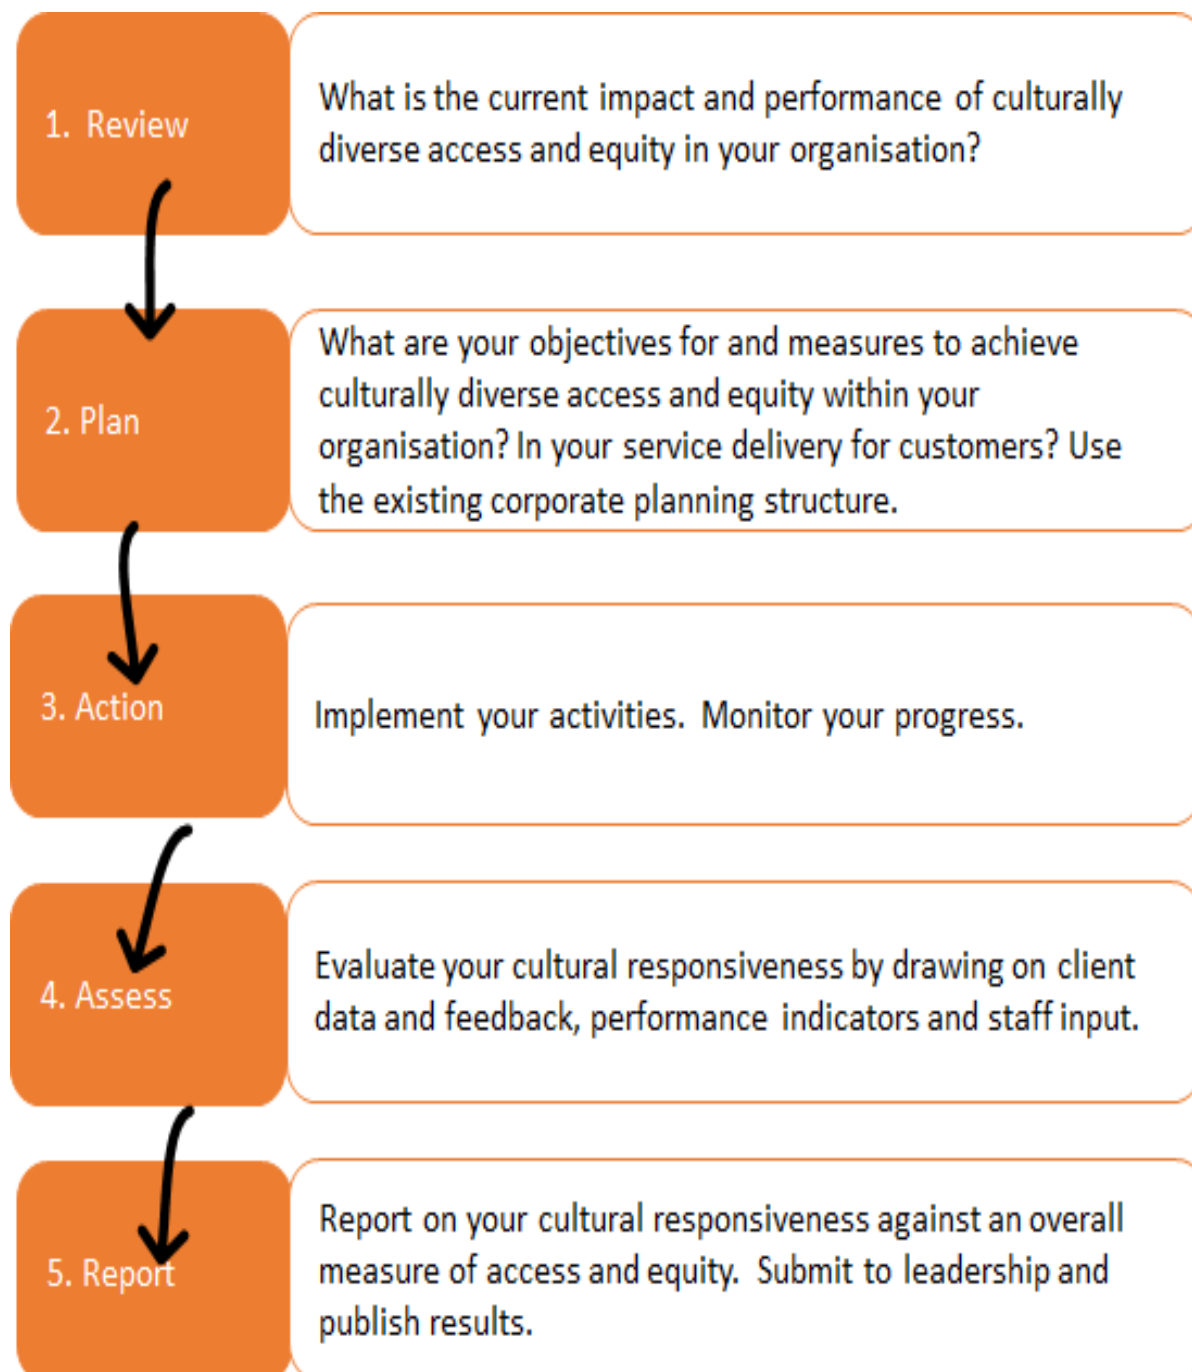 1. Review
What is the current impact and performance of culturally
diverse access and equity in your organisation?
2. Plan
What are your objectives for and measures to achieve
culturally diverse access and equity within your
organisation? In your service delivery for customers? Use
the existing corporate planning structure.
3. Action
Implement your activities. Monitor your progress.
4. Assess
Evaluate your cultural responsiveness by drawing on client
data and feedback, performance indicators and staff input.
5. Report
Report on your cultural responsiveness against an overall
measure of access and equity. Submit to leadership and
publish results.